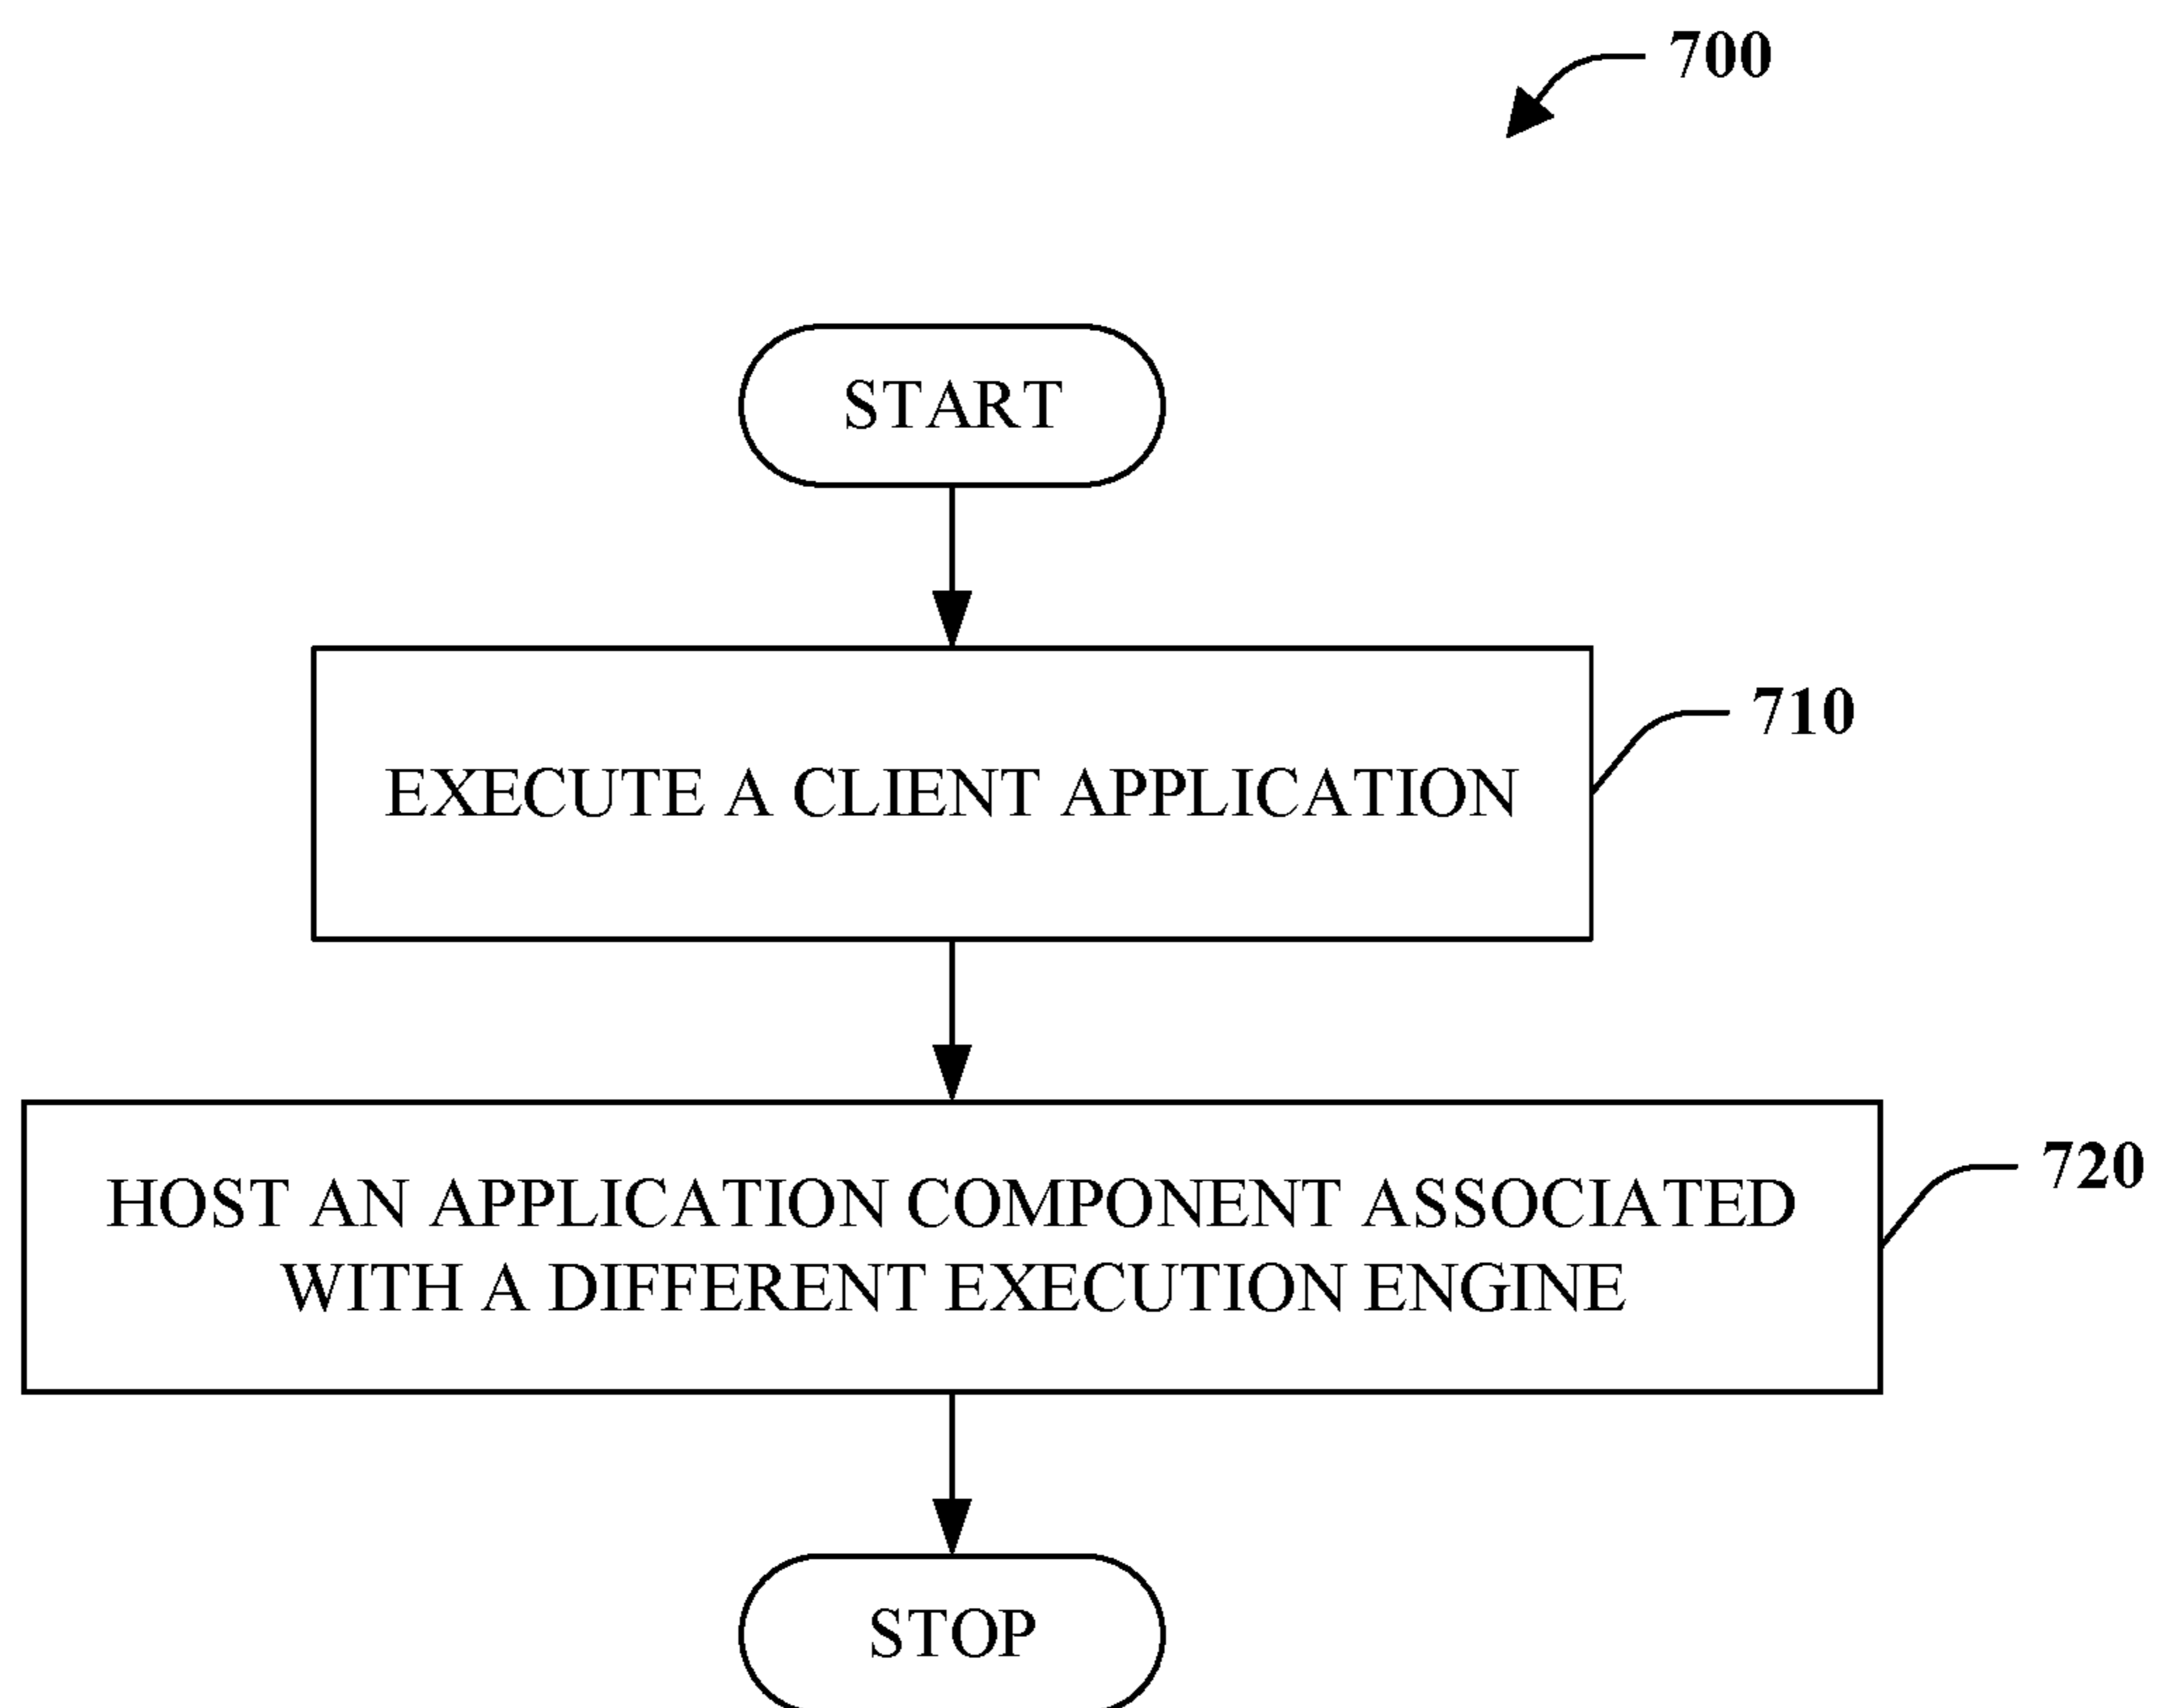 700
START
EXECUTE A CLIENT APPLICATION
710
HOST AN APPLICATION COMPONENT ASSOCIATED
WITH A DIFFERENT EXECUTION ENGINE
720
STOP